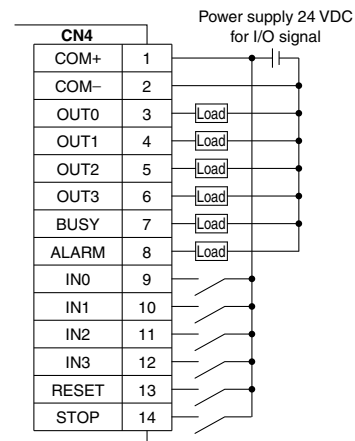 Power supply 24 VDC
for I/O signal
CN4
COM+ 1
COM− 2
OUT0 3 Load
OUT1 4 Load
OUT2 5 Load
OUT3 6 Load
BUSY 7 Load
ALARM 8 Load
IN0 9
IN1 10
IN2 11
IN3 12
RESET 13
STOP 14